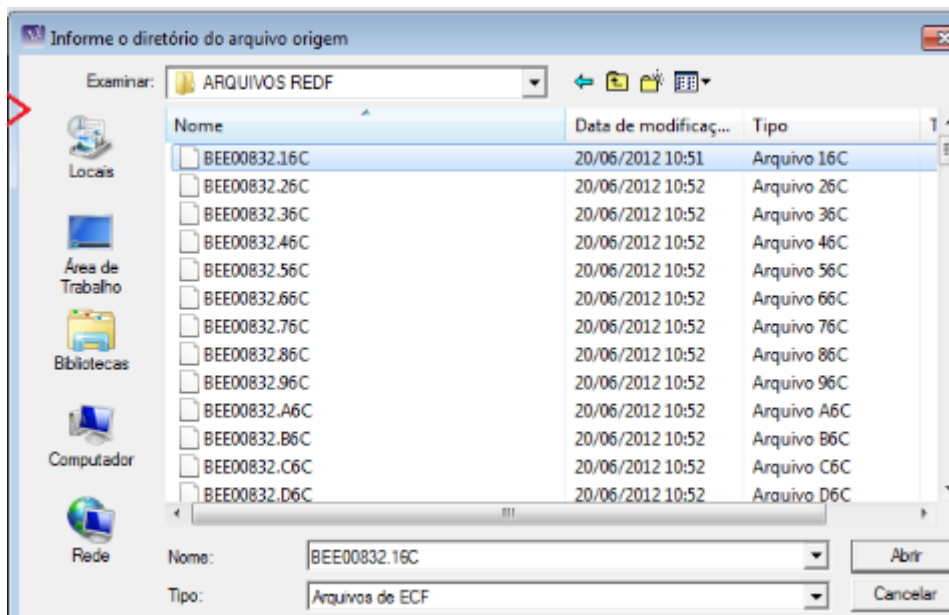 Informe o diretório do arquivo origem
Examinar: ARQUIVOS REDF
Nome Data de modificaç... Tipo T
BEE00832.16C 20/06/2012 10:51 Arquivo 16C
BEE00832.26C 20/06/2012 10:52 Arquivo 26C
BEE00832.36C 20/06/2012 10:52 Arquivo 36C
BEE00832.46C 20/06/2012 10:52 Arquivo 46C
BEE00832.56C 20/06/2012 10:52 Arquivo 56C
BEE00832.66C 20/06/2012 10:52 Arquivo 66C
BEE00832.76C 20/06/2012 10:52 Arquivo 76C
BEE00832.86C 20/06/2012 10:52 Arquivo 86C
BEE00832.96C 20/06/2012 10:52 Arquivo 96C
BEE00832.A6C 20/06/2012 10:52 Arquivo A6C
BEE00832.B6C 20/06/2012 10:52 Arquivo B6C
BEE00832.C6C 20/06/2012 10:52 Arquivo C6C
BEE00832.D6C 20/06/2012 10:52 Arquivo D6C
Locais
Área de
Trabalho
Bibliotecas
Computador
Rede
Nome: BEE00832.16C Abrir
Tipo: Arquivos de ECF Cancelar